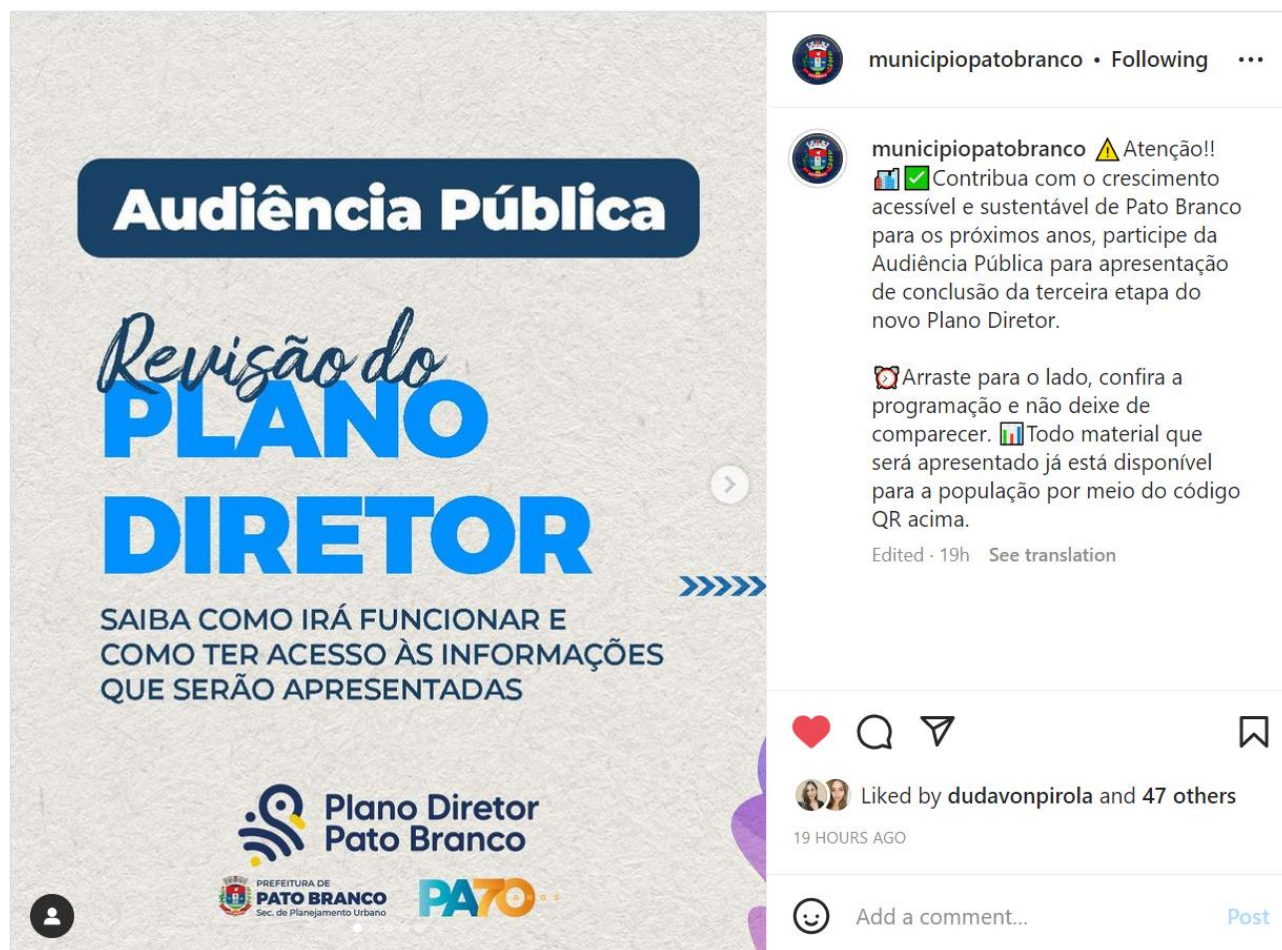 Audiência Pública
Revisão do
PLANO
DIRETOR
SAIBA COMO IRÁ FUNCIONAR E
COMO TER ACESSO ÀS INFORMAÇÕES
QUE SERÃO APRESENTADAS
Plano Diretor
Pato Branco
PREFEITURA DE
PATO BRANCO
Sec. de Planejamento Urbano
PA70
ANOS
municipiopatobranco • Following
municipiopatobranco ⚠️Atenção!!
🏙️✅Contribua com o crescimento
acessível e sustentável de Pato Branco
para os próximos anos, participe da
Audiência Pública para apresentação
de conclusão da terceira etapa do
novo Plano Diretor.
⏰Arraste para o lado, confira a
programação e não deixe de
comparecer. 📊Todo material que
será apresentado já está disponível
para a população por meio do código
QR acima.
Edited · 19h See translation
Liked by dudavonpirola and 47 others
19 HOURS AGO
Add a comment... Post